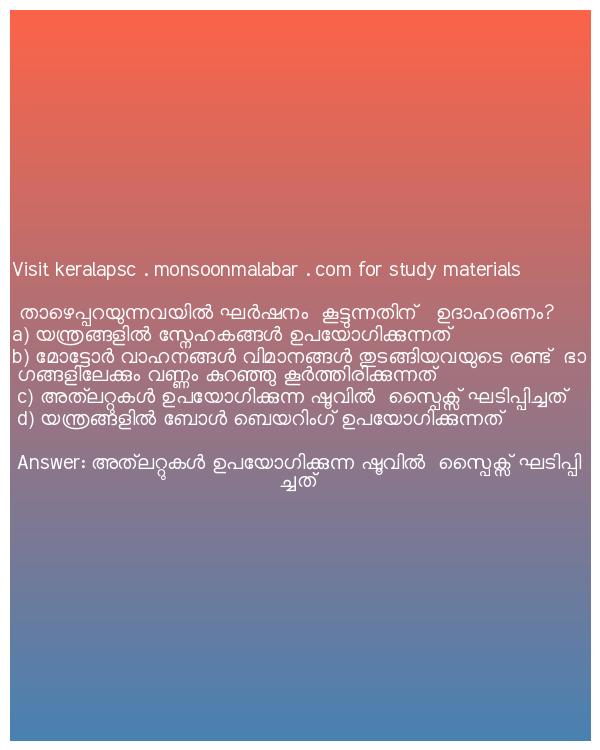 Visit keralapsc . monsoonmalabar . com for study materials
താഴെപ്പറയുന്നവയിൽ ഘർഷനം കൂട്ടുന്നതിന് ഉദാഹരണം?
a) യന്ത്രങ്ങളിൽ സ്നേഹകങ്ങൾ ഉപയോഗിക്കുന്നത്
b) മോട്ടോർ വാഹനങ്ങൾ വിമാനങ്ങൾ തുടങ്ങിയവയുടെ രണ്ട് ഭാ
ഗങ്ങളിലേക്കും വണ്ണം കുറഞ്ഞു കൂർത്തിരിക്കുന്നത്
c) അത്ലറ്റുകൾ ഉപയോഗിക്കുന്ന ഷൂവിൽ സ്പൈക്സ് ഘടിപ്പിച്ചത്
d) യന്ത്രങ്ങളിൽ ബോൾ ബെയറിംഗ് ഉപയോഗിക്കുന്നത്
Answer: അത്ലറ്റുകൾ ഉപയോഗിക്കുന്ന ഷൂവിൽ സ്പൈക്സ് ഘടിപ്പി
ച്ചത്